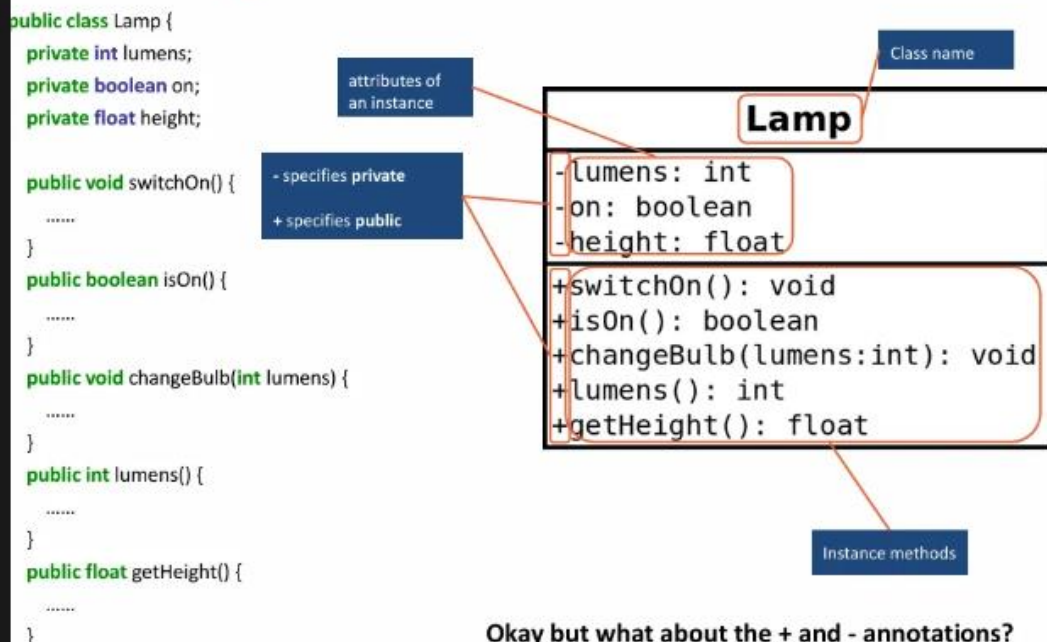 public class Lamp {
private int lumens;
private boolean on;
private float height;
public void switchOn() {
......
}
public boolean isOn() {
......
}
public void changeBulb(int lumens) {
......
}
public int lumens() {
......
}
public float getHeight() {
......
}
attributes of
an instance
- specifies private
+ specifies public
Class name
Lamp
-lumens: int
-on: boolean
-height: float
+switchOn(): void
+isOn(): boolean
+changeBulb(lumens:int): void
+lumens(): int
+getHeight(): float
Instance methods
Okay but what about the + and - annotations?